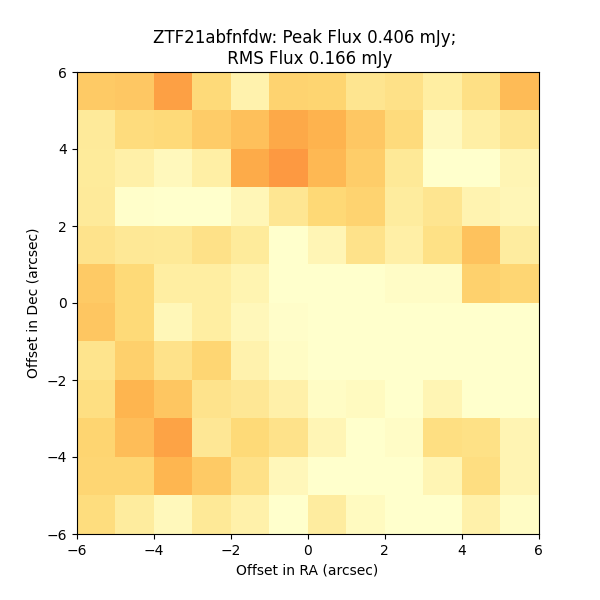 ZTF21abfnfdw: Peak Flux 0.406 mJy;
RMS Flux 0.166 mJy
6
4
2
0
−2
−4
−6
Offset in Dec (arcsec)
−6 −4 −2 0 2 4 6
Offset in RA (arcsec)